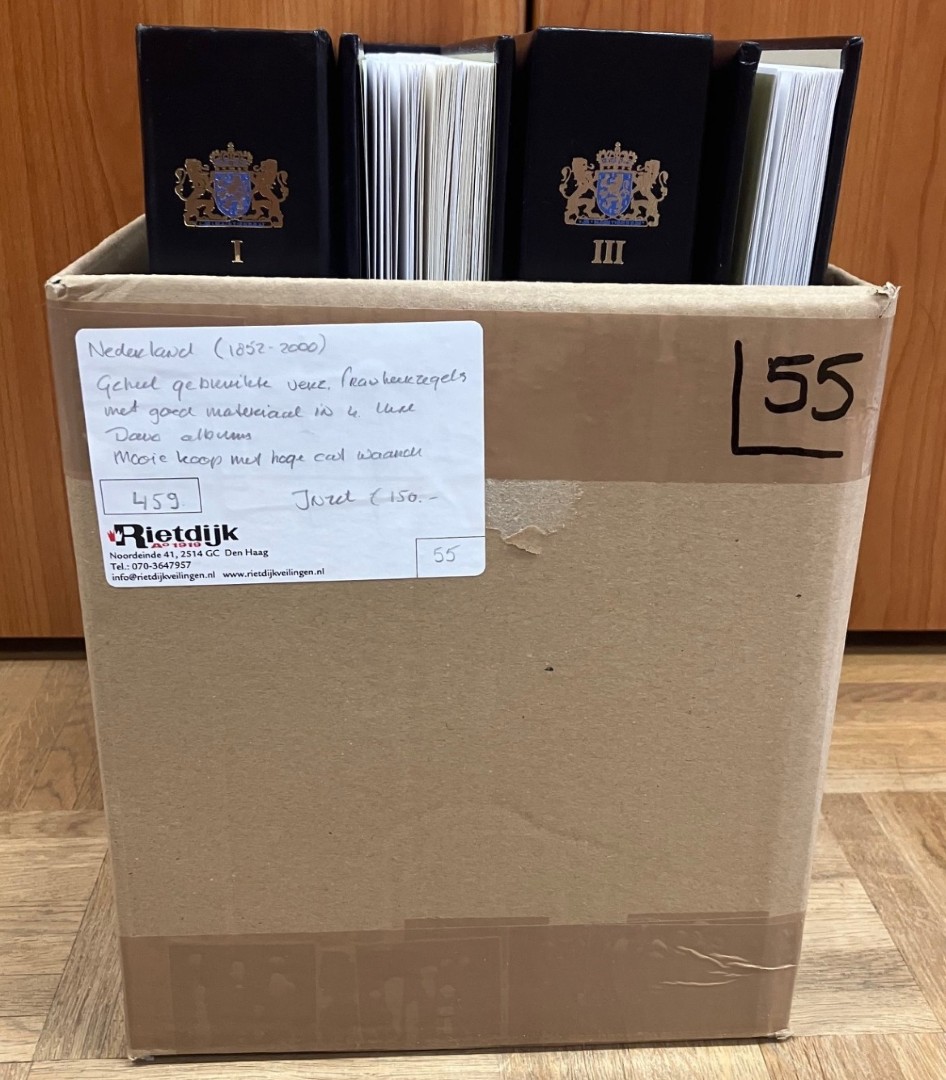 I
III
55
Nederland (1852-2000)
Geheel gebruikte verz. frankeerzegels
met goed materiaal in 4 luxe
Davo albums
Mooie koop met hoge cat waarde
459.
Inzet € 150.-
Rietdijk
A° 1919
Noordeinde 41, 2514 GC Den Haag
Tel.: 070-3647957
info@rietdijkveilingen.nl www.rietdijkveilingen.nl
55